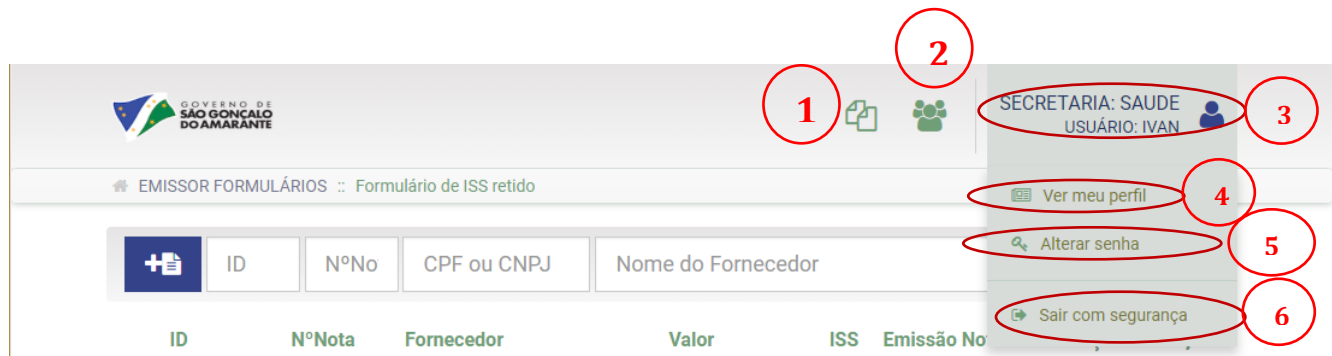 2
1
GOVERNO DE
SÃO GONÇALO
DO AMARANTE
SECRETARIA: SAUDE
USUÁRIO: IVAN
3
EMISSOR FORMULÁRIOS :: Formulário de ISS retido
Ver meu perfil
4
Alterar senha
5
ID
NºNo
CPF ou CNPJ
Nome do Fornecedor
Sair com segurança
6
ID NºNota Fornecedor Valor ISS Emissão